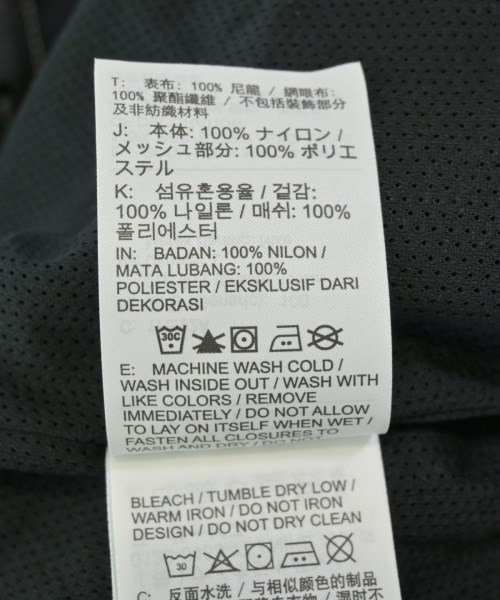 T: 表布: 100% 尼龍 / 網眼布:
100% 聚酯纖維 / 不包括裝飾部分
及非紡織材料
J: 本体: 100% ナイロン /
メッシュ部分: 100% ポリエ
ステル
K: 섬유혼용율 / 겉감:
100% 나일론 / 매쉬: 100%
폴리에스터
IN: BADAN: 100% NILON /
MATA LUBANG: 100%
POLIESTER / EKSKLUSIF DARI
DEKORASI
30C
E: MACHINE WASH COLD /
WASH INSIDE OUT / WASH WITH
LIKE COLORS / REMOVE
IMMEDIATELY / DO NOT ALLOW
TO LAY ON ITSELF WHEN WET /
FASTEN ALL CLOSURES TO
WASH AND DRY / DO NOT
BLEACH / TUMBLE DRY LOW /
WARM IRON / DO NOT IRON
DESIGN / DO NOT DRY CLEAN
30
C: 反面水洗 / 与相似颜色的制品